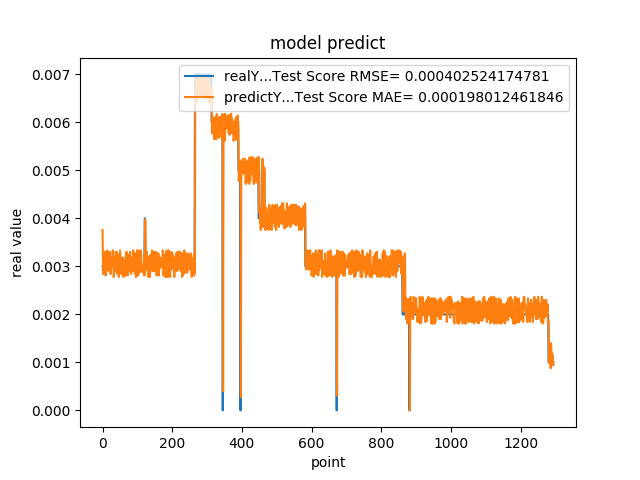 model predict
realY...Test Score RMSE= 0.000402524174781
predictY...Test Score MAE= 0.000198012461846
0.007
0.006
0.005
0.004
0.003
0.002
0.001
0.000
real value
0 200 400 600 800 1000 1200
point